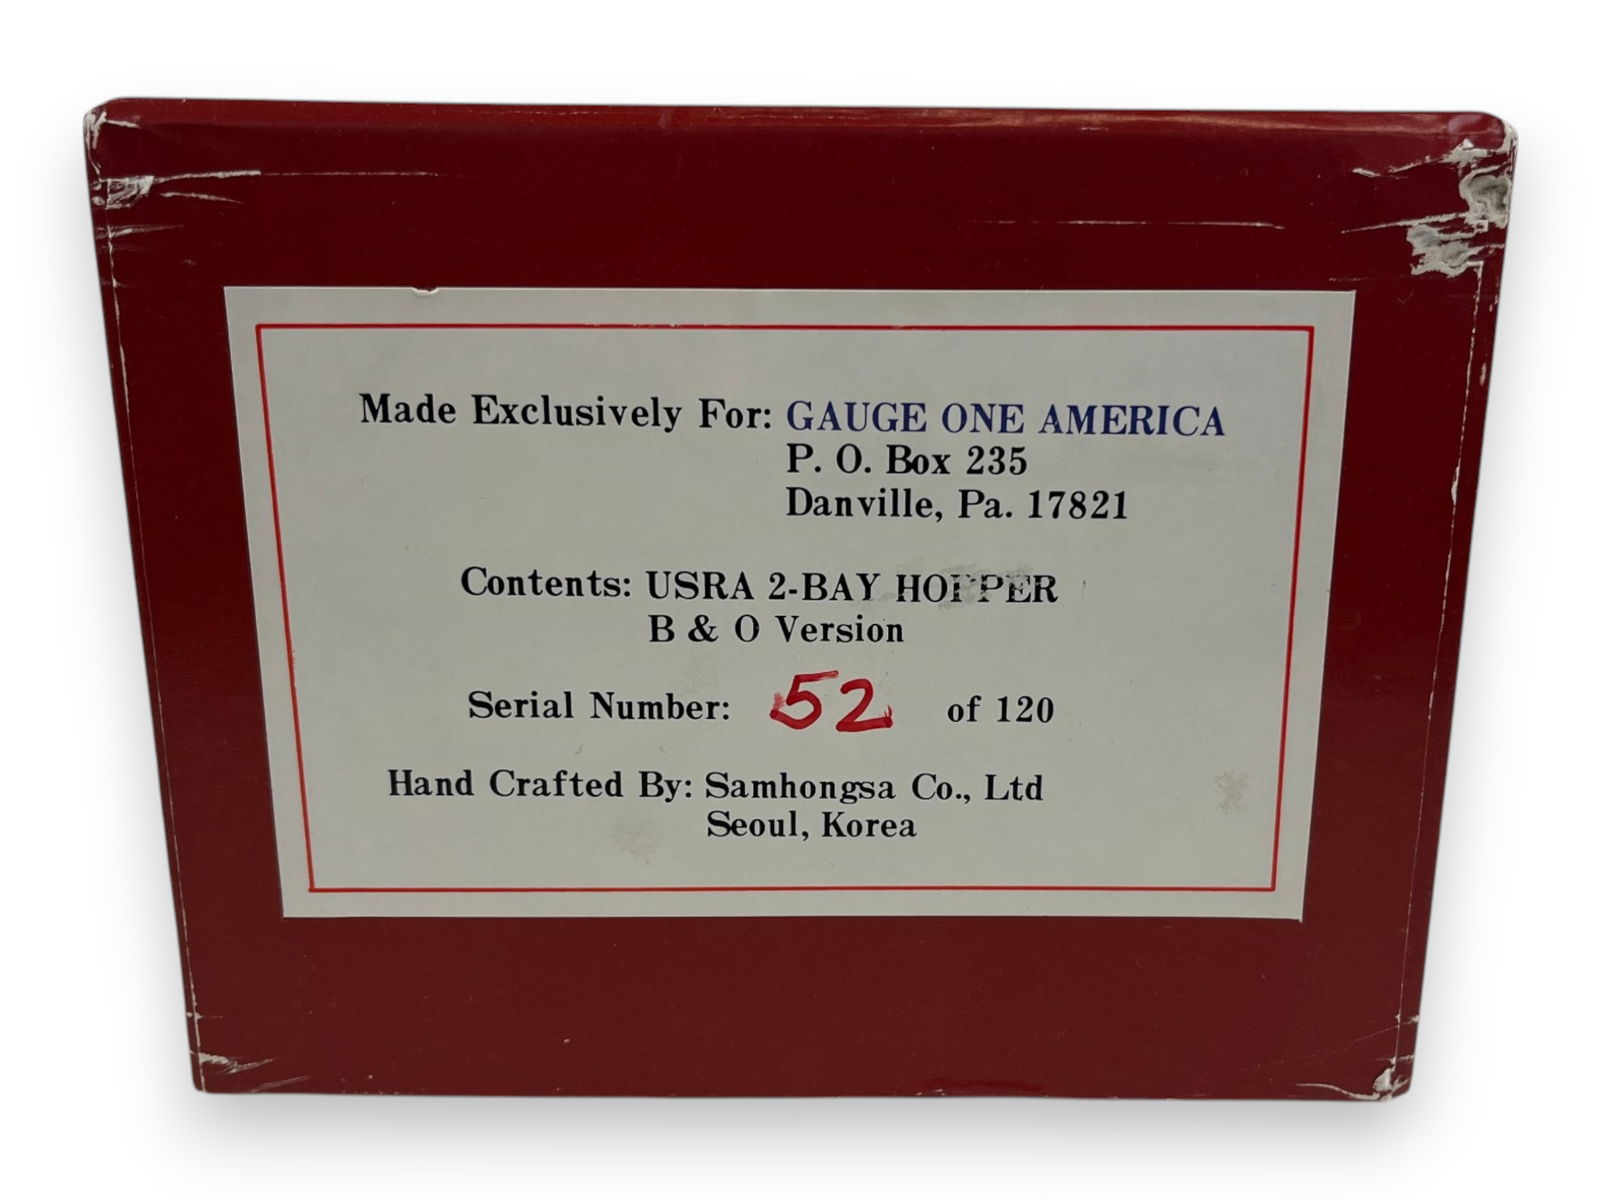 Made Exclusively For: GAUGE ONE AMERICA
P. O. Box 235
Danville, Pa. 17821
Contents: USRA 2-BAY HOPPER
B & O Version
Serial Number: 52 of 120
Hand Crafted By: Samhongsa Co., Ltd
Seoul, Korea